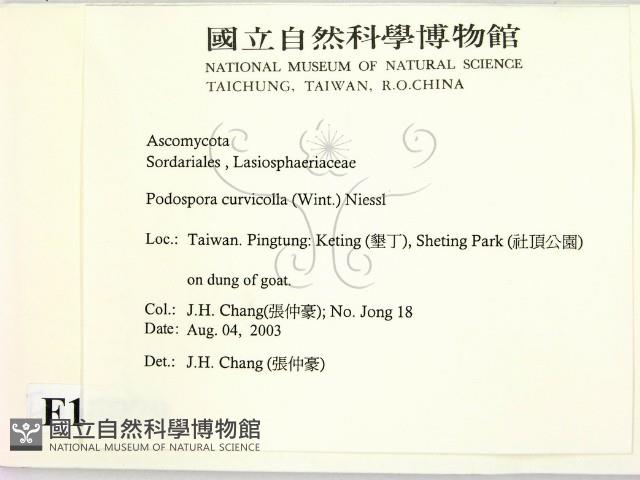 國立自然科學博物館
NATIONAL MUSEUM OF NATURAL SCIENCE
TAICHUNG, TAIWAN, R.O.CHINA
Ascomycota
Sordariales , Lasiosphaeriaceae
Podospora curvicolla (Wint.) Niessl
Loc.: Taiwan. Pingtung: Keting (墾丁), Sheting Park (社頂公園)
on dung of goat.
Col.: J.H. Chang(張仲豪); No. Jong 18
Date: Aug. 04, 2003
Det.: J.H. Chang (張仲豪)
F1
國立自然科學博物館
NATIONAL MUSEUM OF NATURAL SCIENCE